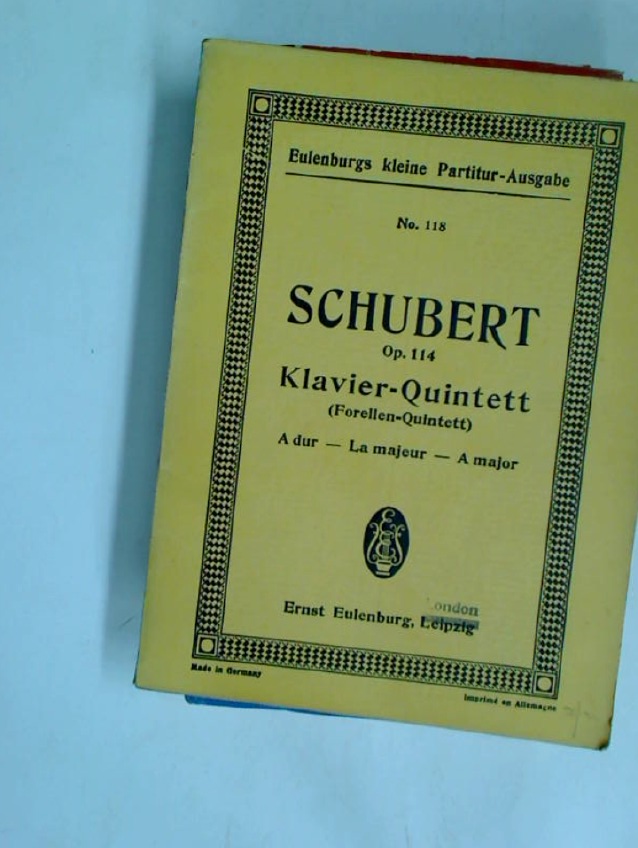 Eulenburgs kleine Partitur-Ausgabe
No. 118
SCHUBERT
Op. 114
Klavier-Quintett
(Forellen-Quintett)
A dur — La majeur — A major
ondon
Ernst Eulenburg, Leipzig
Made in Germany
Imprimé en Allemagne